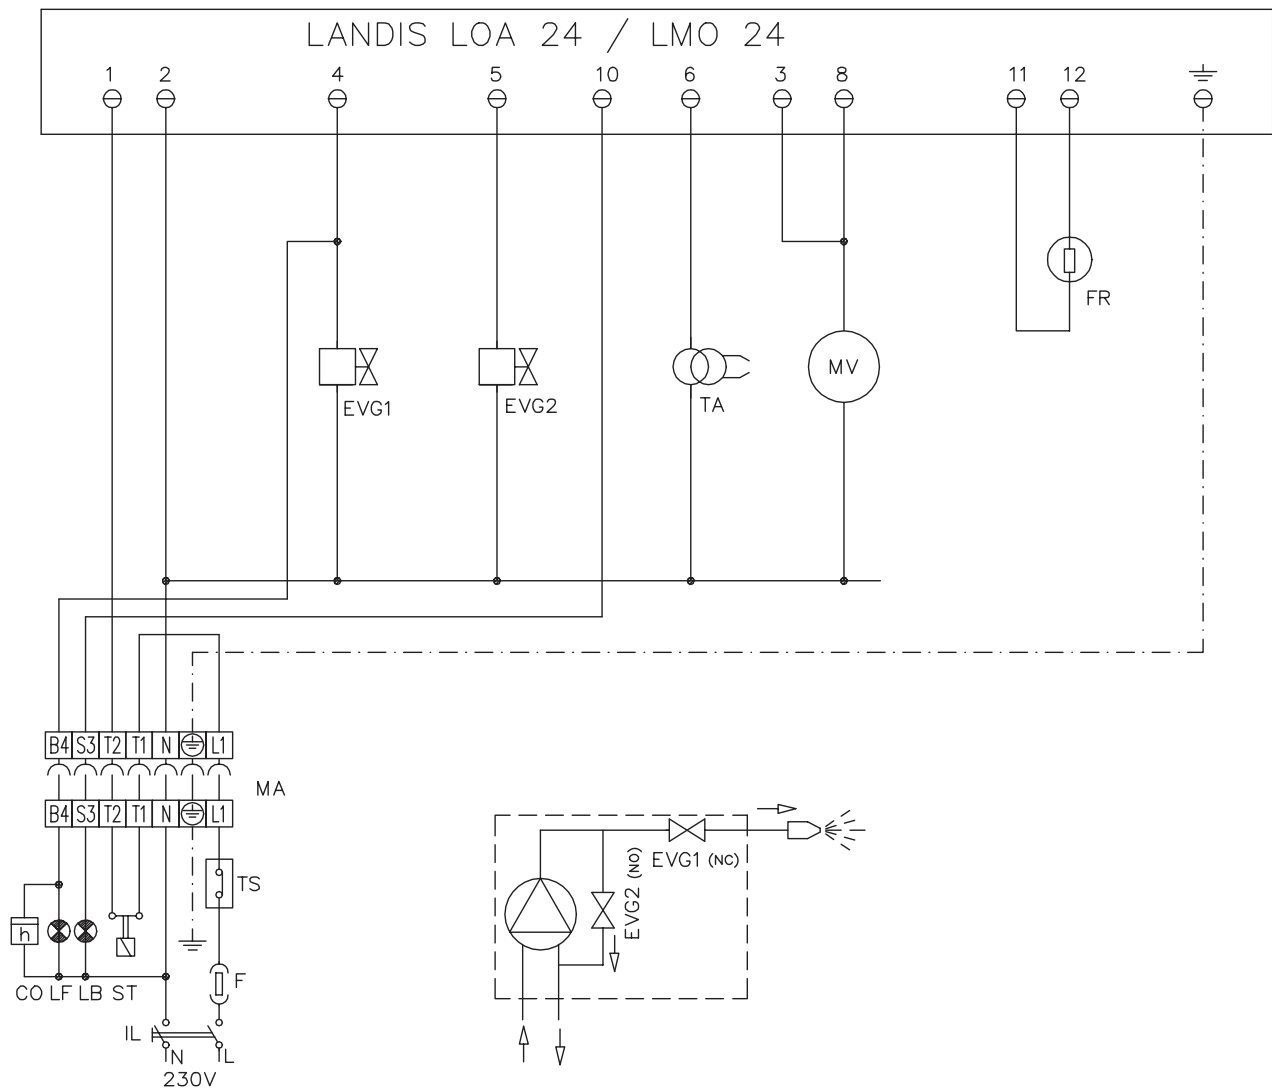 LANDIS LOA 24 / LMO 24
1 2 4 5 10 6 3 8 11 12
FR
MV
EVG1 EVG2 TA
B4 S3 T2 T1 N L1
MA
B4 S3 T2 T1 N L1
EVG1 (NC)
EVG2 (NO)
TS
h
F
CO LF LB ST
IL
N L
230V